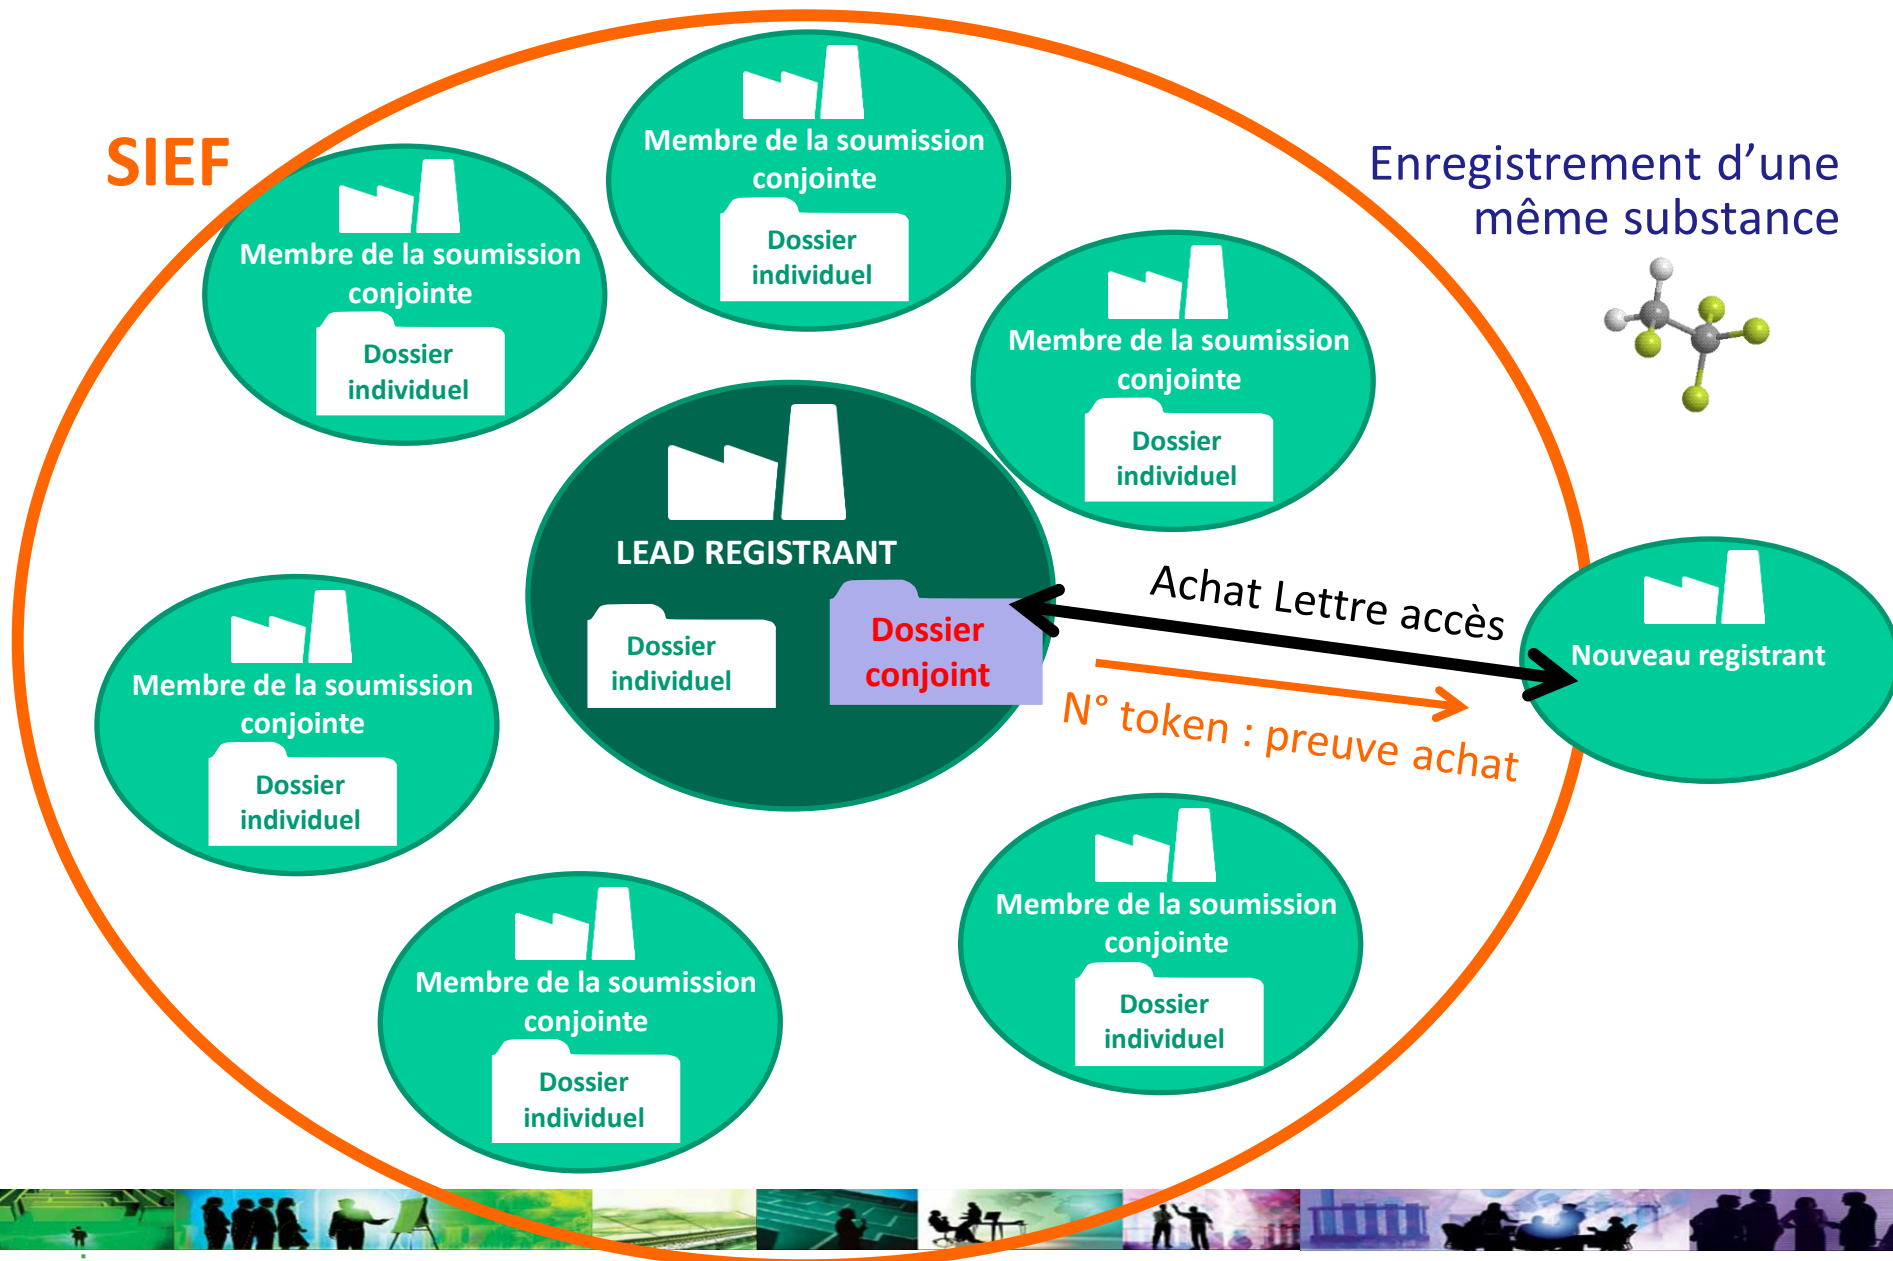 SIEF
Enregistrement d’une
même substance
Membre de la soumission
conjointe
Dossier
individuel
Membre de la soumission
conjointe
Dossier
individuel
Membre de la soumission
conjointe
Dossier
individuel
LEAD REGISTRANT
Dossier
individuel
Dossier
conjoint
Achat Lettre accès
N° token : preuve achat
Nouveau registrant
Membre de la soumission
conjointe
Dossier
individuel
Membre de la soumission
conjointe
Dossier
individuel
Membre de la soumission
conjointe
Dossier
individuel